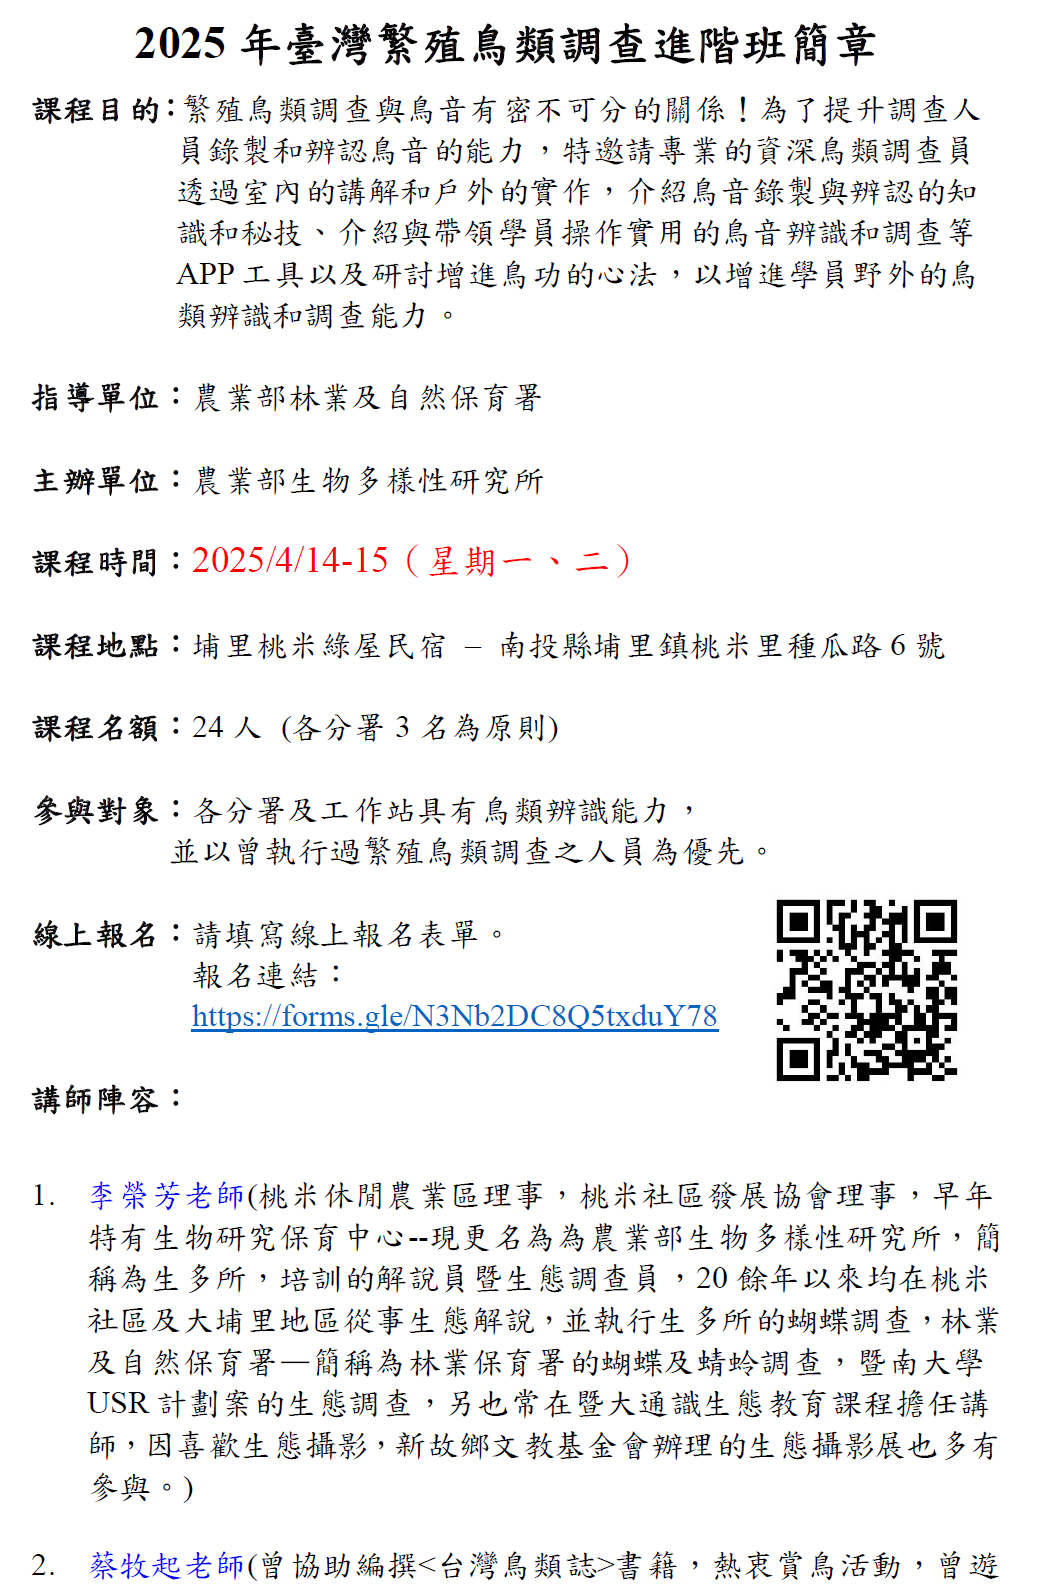 2025 年臺灣繁殖鳥類調查進階班簡章
課程目的：繁殖鳥類調查與鳥音有密不可分的關係！為了提升調查人
員錄製和辨認鳥音的能力，特邀請專業的資深鳥類調查員
透過室內的講解和戶外的實作，介紹鳥音錄製與辨認的知
識和秘技、介紹與帶領學員操作實用的鳥音辨識和調查等
APP 工具以及研討增進鳥功的心法，以增進學員野外的鳥
類辨識和調查能力。
指導單位：農業部林業及自然保育署
主辦單位：農業部生物多樣性研究所
課程時間：2025/4/14-15（星期一、二）
課程地點：埔里桃米綠屋民宿 – 南投縣埔里鎮桃米里種瓜路 6 號
課程名額：24 人 (各分署 3 名為原則)
參與對象：各分署及工作站具有鳥類辨識能力，
並以曾執行過繁殖鳥類調查之人員為優先。
線上報名：請填寫線上報名表單。
報名連結：
https://forms.gle/N3Nb2DC8Q5txduY78
講師陣容：
1. 李榮芳老師(桃米休閒農業區理事，桃米社區發展協會理事，早年
特有生物研究保育中心--現更名為為農業部生物多樣性研究所，簡
稱為生多所，培訓的解說員暨生態調查員，20 餘年以來均在桃米
社區及大埔里地區從事生態解說，並執行生多所的蝴蝶調查，林業
及自然保育署—簡稱為林業保育署的蝴蝶及蜻蛉調查，暨南大學
USR 計劃案的生態調查，另也常在暨大通識生態教育課程擔任講
師，因喜歡生態攝影，新故鄉文教基金會辦理的生態攝影展也多有
參與。)
2. 蔡牧起老師(曾協助編撰<台灣鳥類誌>書籍，熱衷賞鳥活動，曾遊